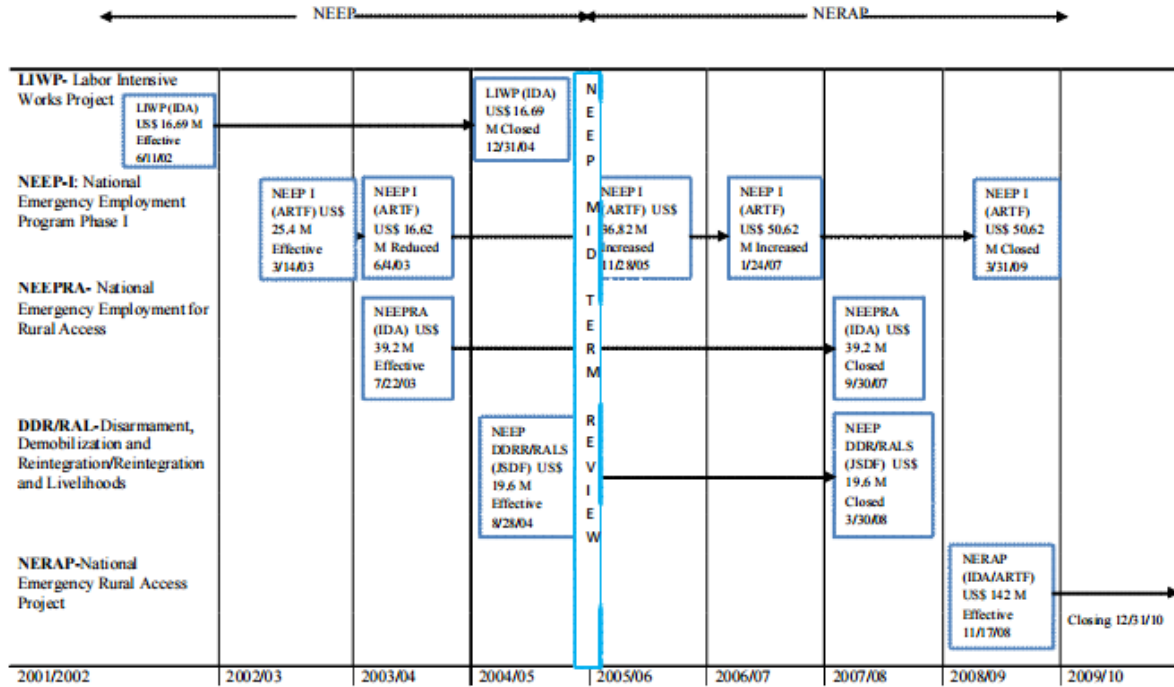 NEEP
NERAP
LIWP- Labor Intensive
Works Project
LIWP (IDA)
US$ 16.69 M
Effective
6/11/02
LIWP (IDA)
US$ 16.69
M Closed
12/31/04
NEEP MID TERM REVIEW
NEEP-I: National
Emergency Employment
Program Phase I
NEEP I
(ARTF) US$
25.4 M
Effective
3/14/03
NEEP I
(ARTF)
US$ 16.62
M Reduced
6/4/03
NEEP I
(ARTF) US$
36.82 M
Increased
11/28/05
NEEP I
(ARTF)
US$ 50.62
M Increased
1/24/07
NEEP I
(ARTF)
US$ 50.62
M Closed
3/31/09
NEEPRA- National
Emergency Employment for
Rural Access
NEEPRA
(IDA) US$
39.2 M
Effective
7/22/03
NEEPRA
(IDA) US$
39.2 M
Closed
9/30/07
DDR/RAL-Disarmament,
Demobilization and
Reintegration/Reintegration
and Livelihoods
NEEP
DDRR/RALS
(JSDF) US$
19.6 M
Effective
8/28/04
NEEP
DDR/RALS
(JSDF) US$
19.6 M
Closed
3/30/08
NERAP-National
Emergency Rural Access
Project
NERAP
(IDA/ARTF)
US$ 142 M
Effective
11/17/08
Closing 12/31/10
2001/2002
2002/03
2003/04
2004/05
2005/06
2006/07
2007/08
2008/09
2009/10